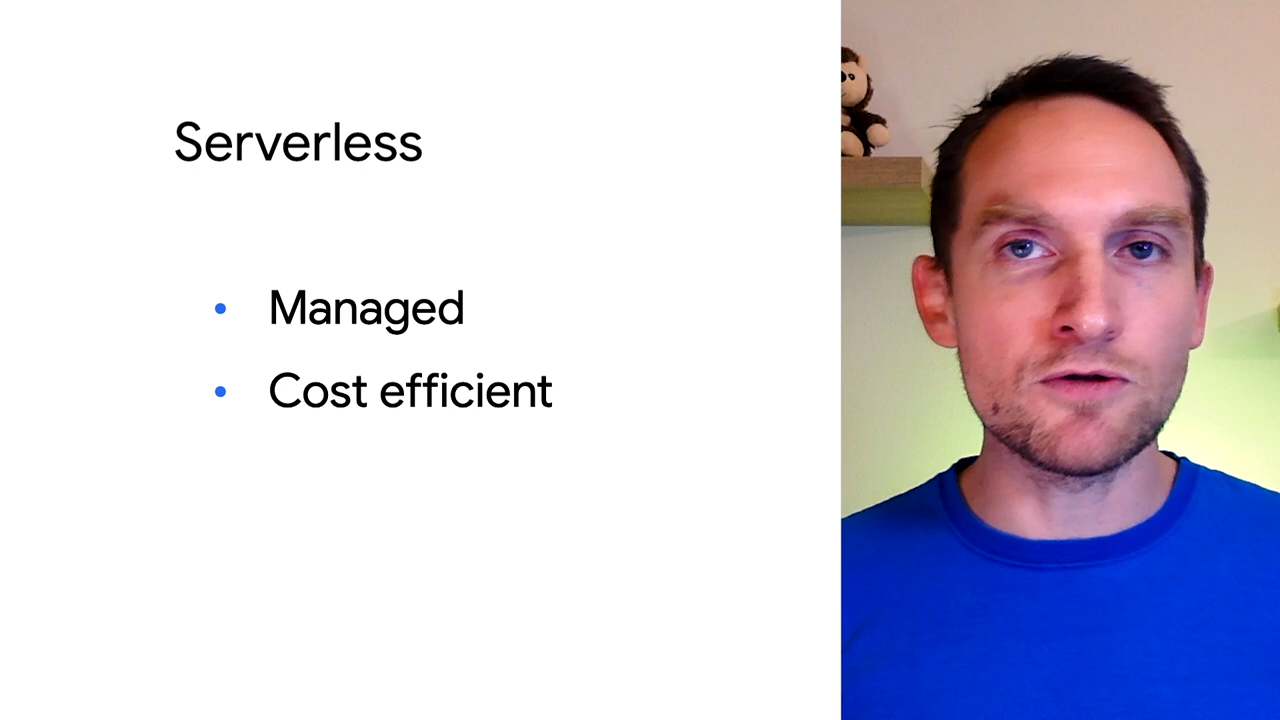 Serverless
• Managed
• Cost efficient